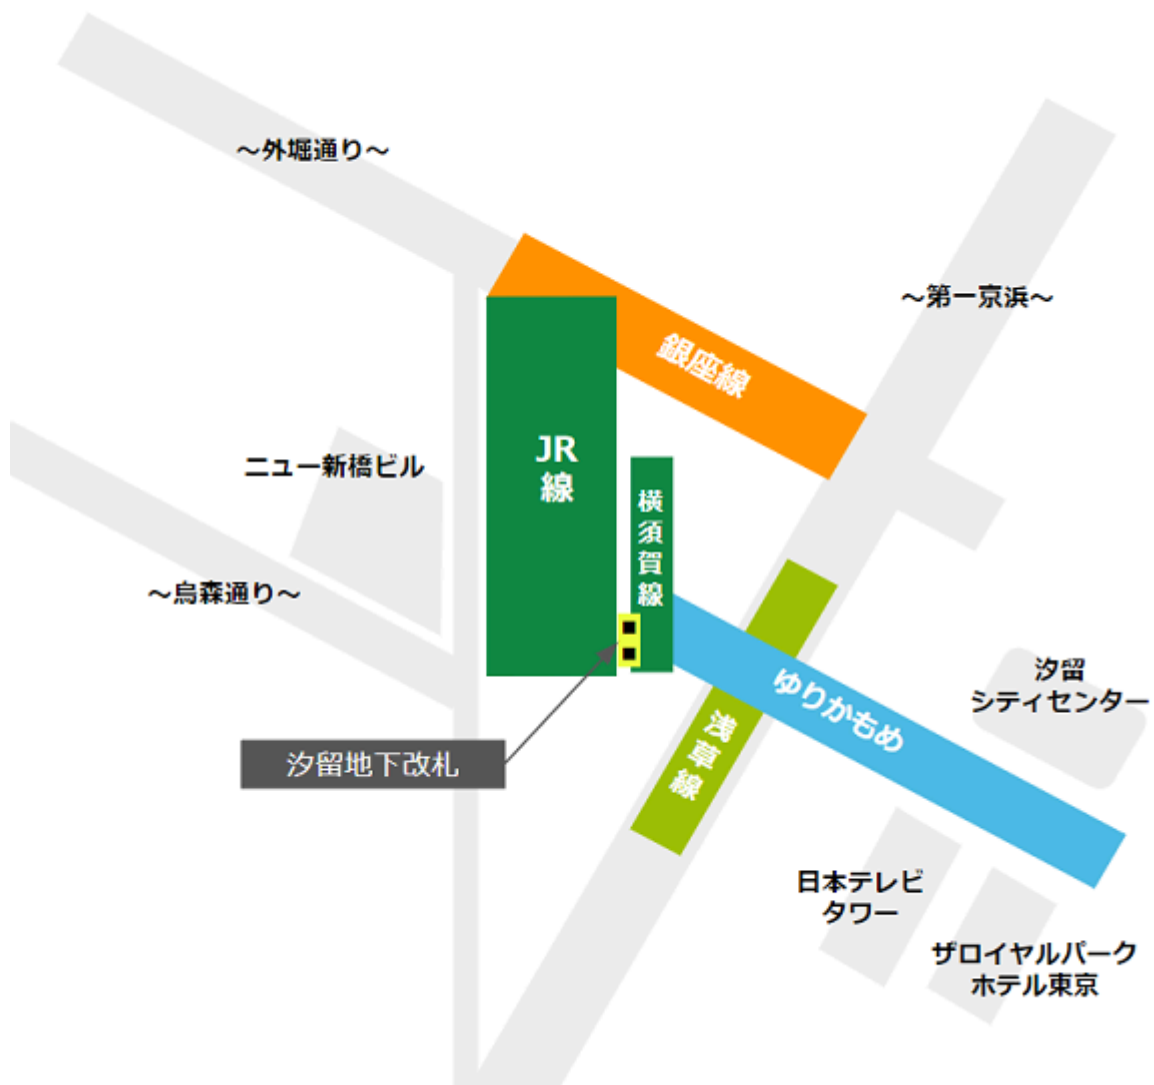 ～外堀通り～
～第一京浜～
銀座線
JR
線
ニュー新橋ビル
横須賀線
～烏森通り～
汐留
シティセンター
ゆりかもめ
浅草線
汐留地下改札
日本テレビ
タワー
ザロイヤルパーク
ホテル東京